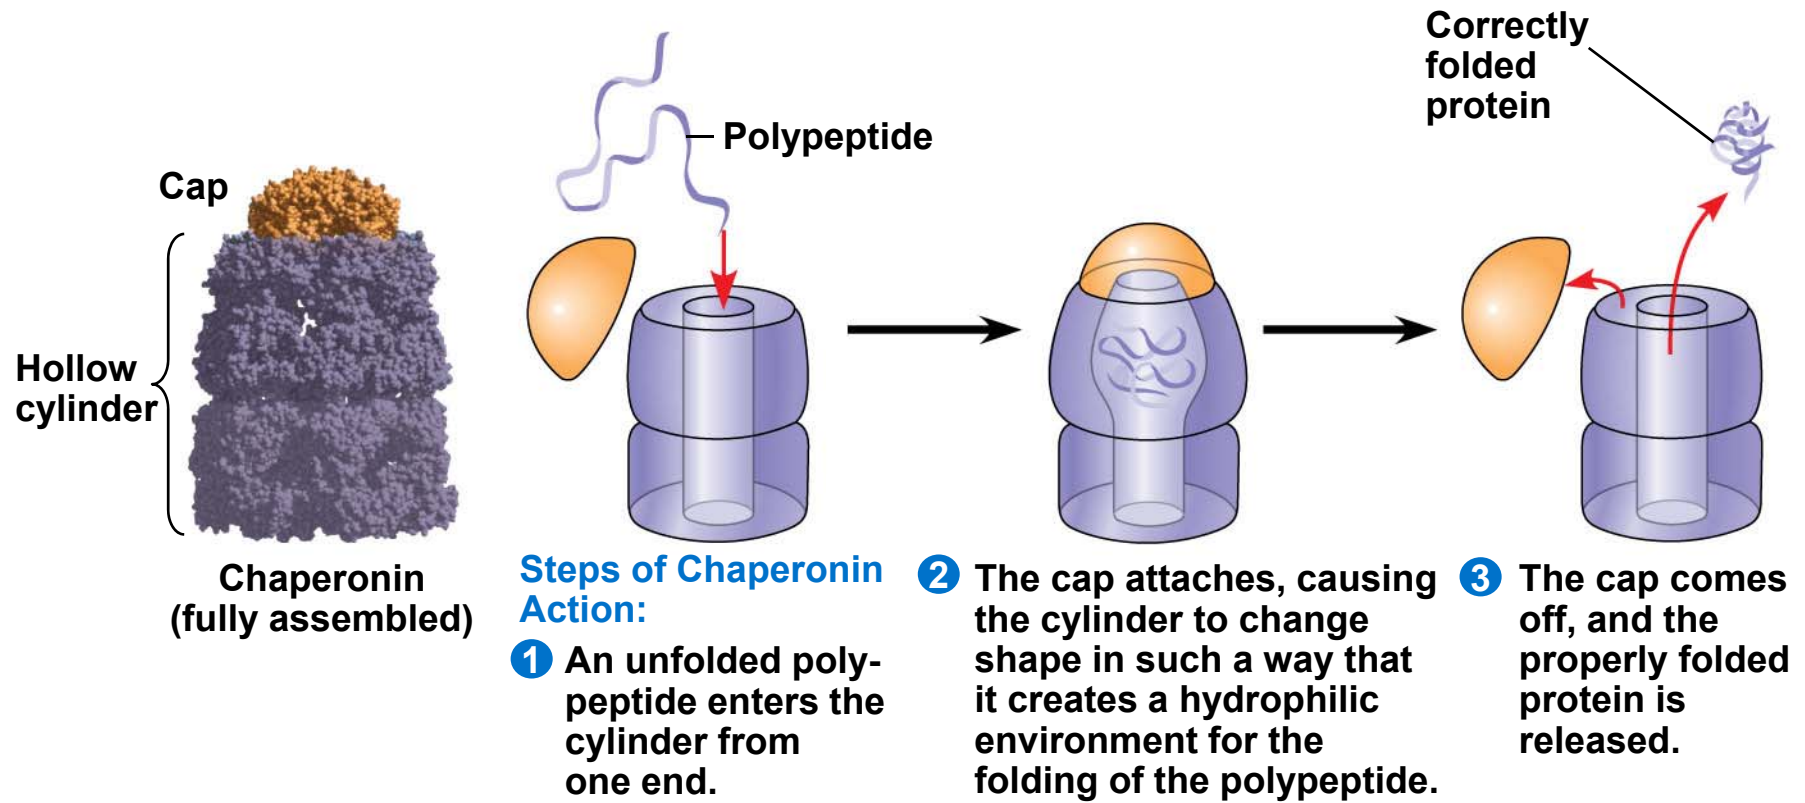 Cap
Hollow
cylinder
Chaperonin
(fully assembled)
Polypeptide
Correctly
folded
protein
Steps of Chaperonin
Action:
1 An unfolded poly-
peptide enters the
cylinder from
one end.
2 The cap attaches, causing
the cylinder to change
shape in such a way that
it creates a hydrophilic
environment for the
folding of the polypeptide.
3 The cap comes
off, and the
properly folded
protein is
released.